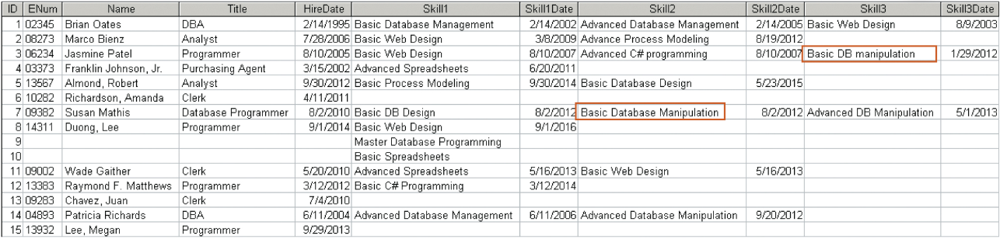 ID ENum Name Title HireDate Skill1 Skill1Date Skill2 Skill2Date Skill3 Skill3Date
1 02345 Brian Oates DBA 2/14/1995 Basic Database Management 2/14/2002 Advanced Database Management 2/14/2005 Basic Web Design 8/9/2003
2 08273 Marco Bienz Analyst 7/28/2006 Basic Web Design 3/8/2009 Advance Process Modeling 8/19/2012
3 06234 Jasmine Patel Programmer 8/10/2005 Basic Web Design 8/10/2007 Advanced C# programming 8/10/2007 Basic DB manipulation 1/29/2012
4 03373 Franklin Johnson, Jr. Purchasing Agent 3/15/2002 Advanced Spreadsheets 6/20/2011
5 13567 Almond, Robert Analyst 9/30/2012 Basic Process Modeling 9/30/2014 Basic Database Design 5/23/2015
6 10282 Richardson, Amanda Clerk 4/11/2011
7 09382 Susan Mathis Database Programmer 8/2/2010 Basic DB Design 8/2/2012 Basic Database Manipulation 8/2/2012 Advanced DB Manipulation 5/1/2013
8 14311 Duong, Lee Programmer 9/1/2014 Basic Web Design 9/1/2016
9 Master Database Programming
10 Basic Spreadsheets
11 09002 Wade Gaither Clerk 5/20/2010 Advanced Spreadsheets 5/16/2013 Basic Web Design 5/16/2013
12 13383 Raymond F. Matthews Programmer 3/12/2012 Basic C# Programming 3/12/2014
13 09283 Chavez, Juan Clerk 7/4/2010
14 04893 Patricia Richards DBA 6/11/2004 Advanced Database Management 6/11/2006 Advanced Database Manipulation 9/20/2012
15 13932 Lee, Megan Programmer 9/29/2013